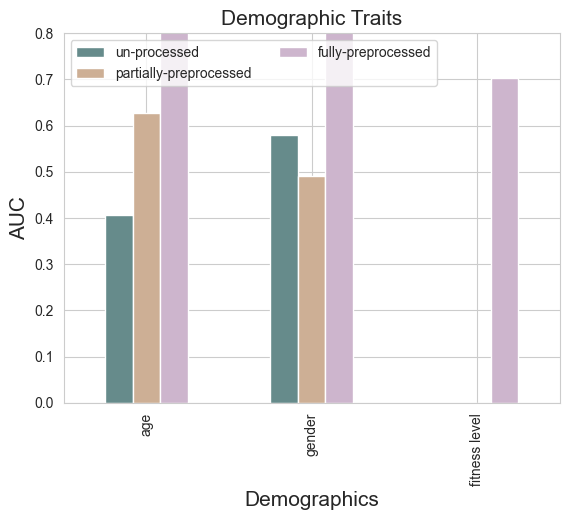 Demographic Traits
un-processed
partially-preprocessed
fully-preprocessed
AUC
0.8
0.7
0.6
0.5
0.4
0.3
0.2
0.1
0.0
age
gender
fitness level
Demographics